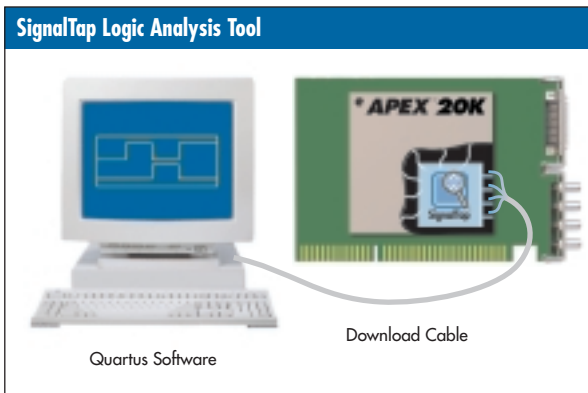 SignalTap Logic Analysis Tool
APEX 20K
SignalTap
Download Cable
Quartus Software